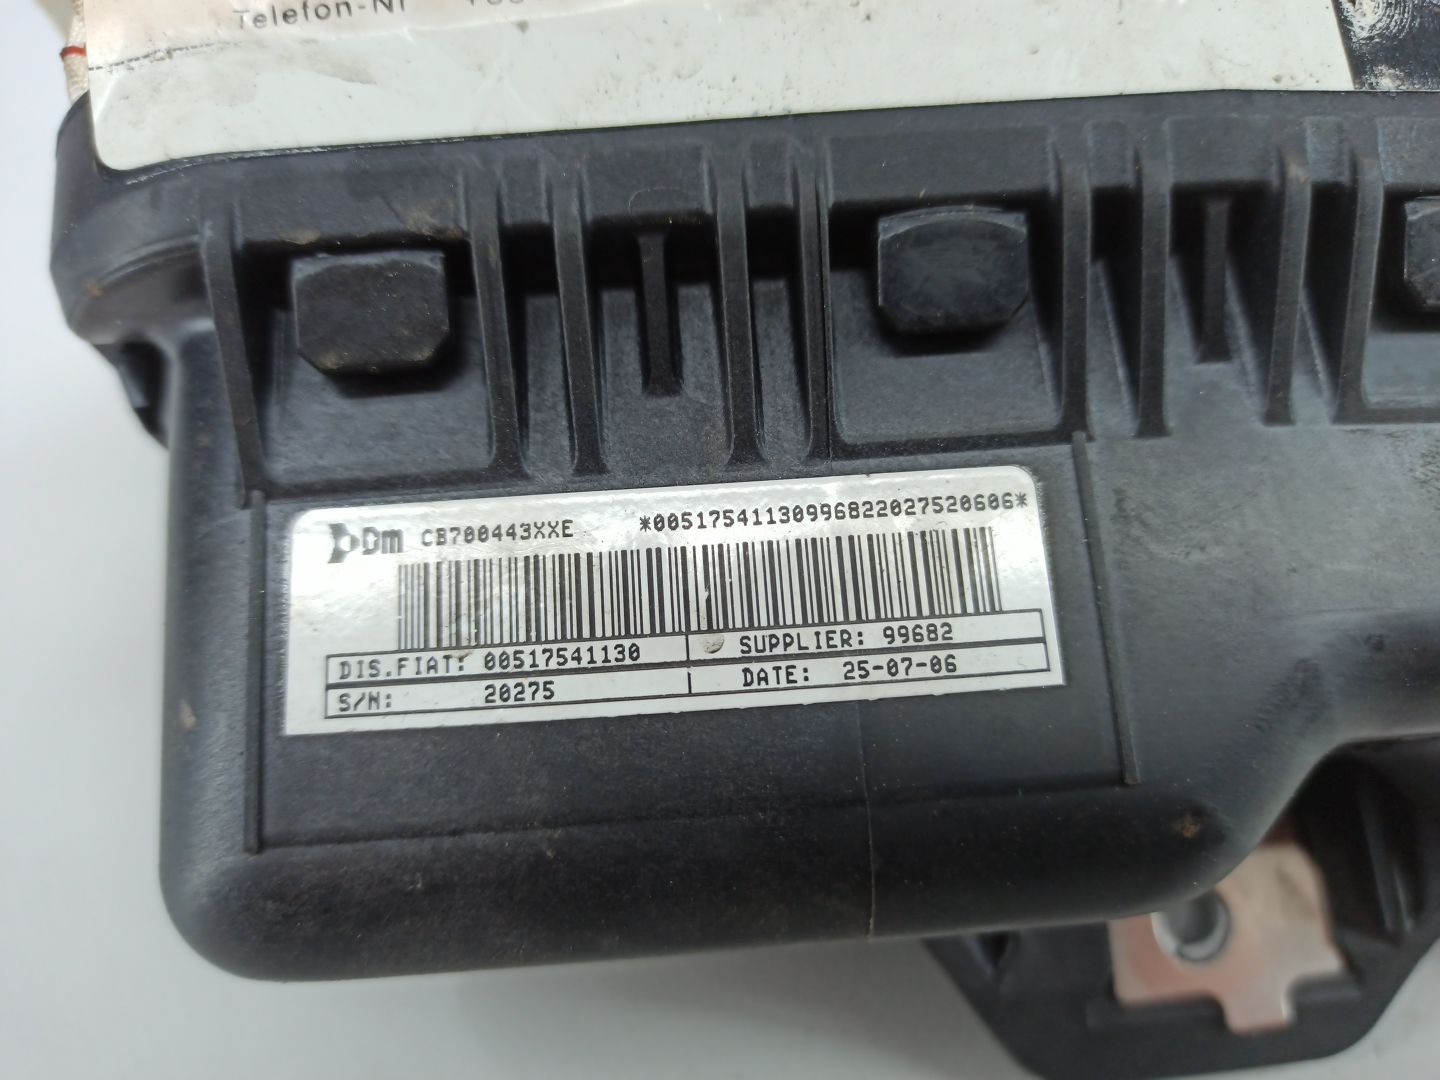 Telefon-Nr
Dm CB700443XXE *00517541130996822027520606*
DIS.FIAT: 00517541130 SUPPLIER: 99682
S/N: 20275 DATE: 25-07-06